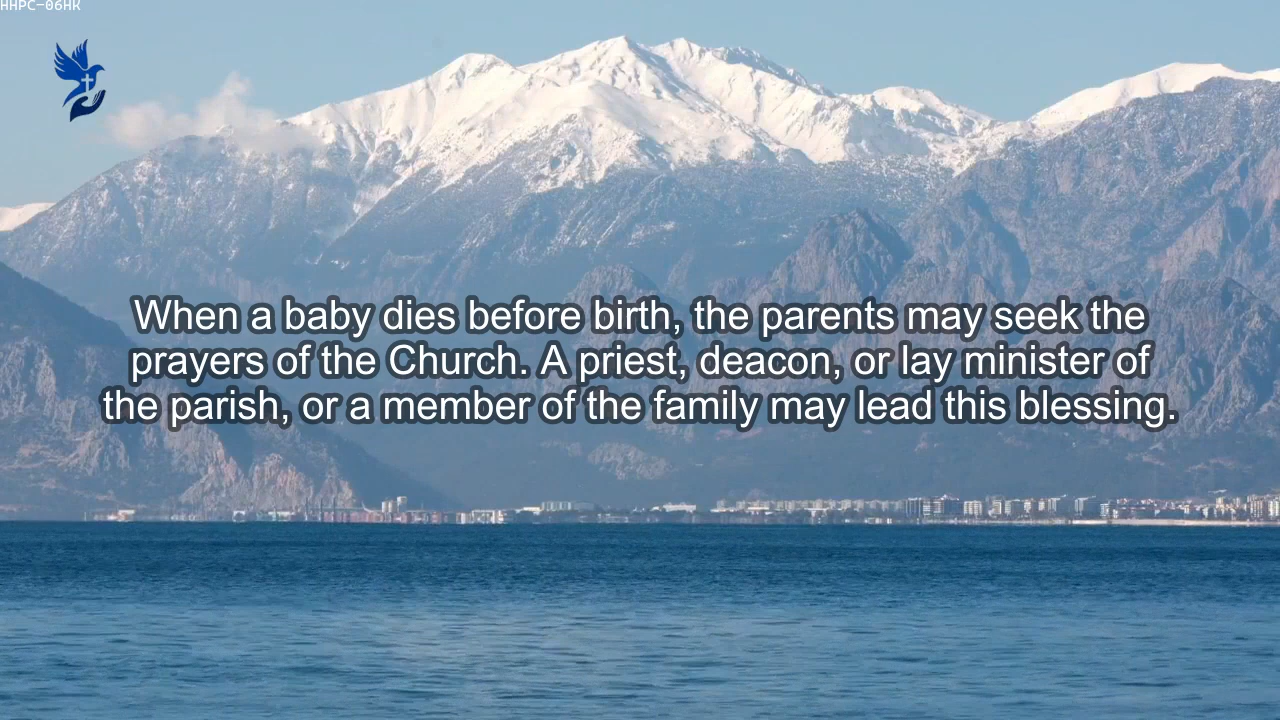 HHPC-06HK
When a baby dies before birth, the parents may seek the
prayers of the Church. A priest, deacon, or lay minister of
the parish, or a member of the family may lead this blessing.